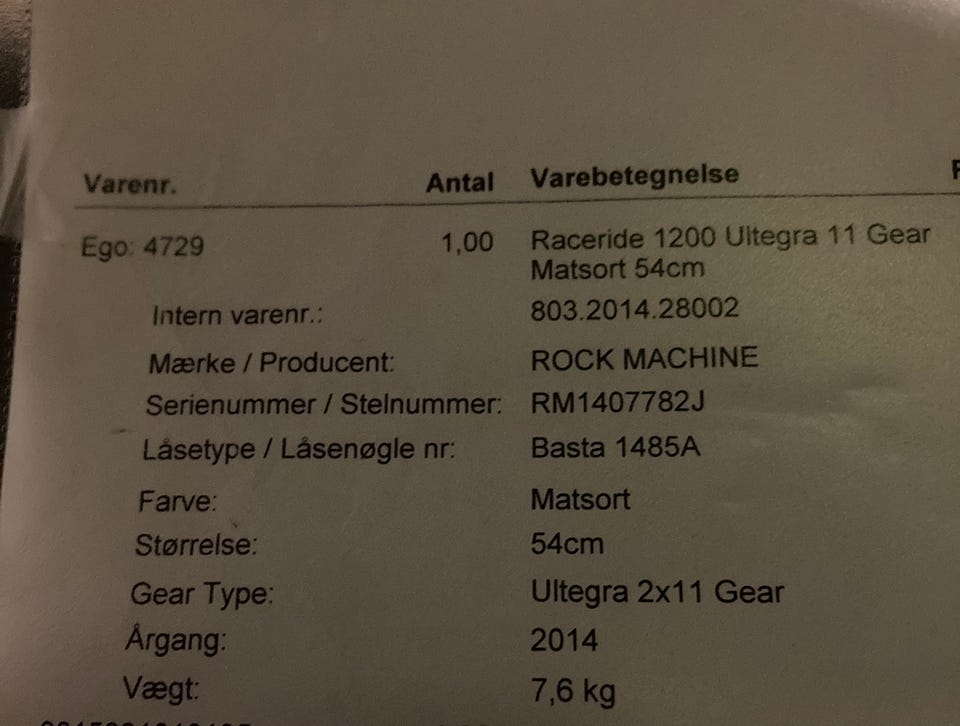 Varenr. Antal Varebetegnelse
Ego: 4729 1,00 Raceride 1200 Ultegra 11 Gear
Matsort 54cm
Intern varenr.: 803.2014.28002
Mærke / Producent: ROCK MACHINE
Serienummer / Stelnummer: RM1407782J
Låsetype / Låsenøgle nr: Basta 1485A
Farve: Matsort
Størrelse: 54cm
Gear Type: Ultegra 2x11 Gear
Årgang: 2014
Vægt: 7,6 kg